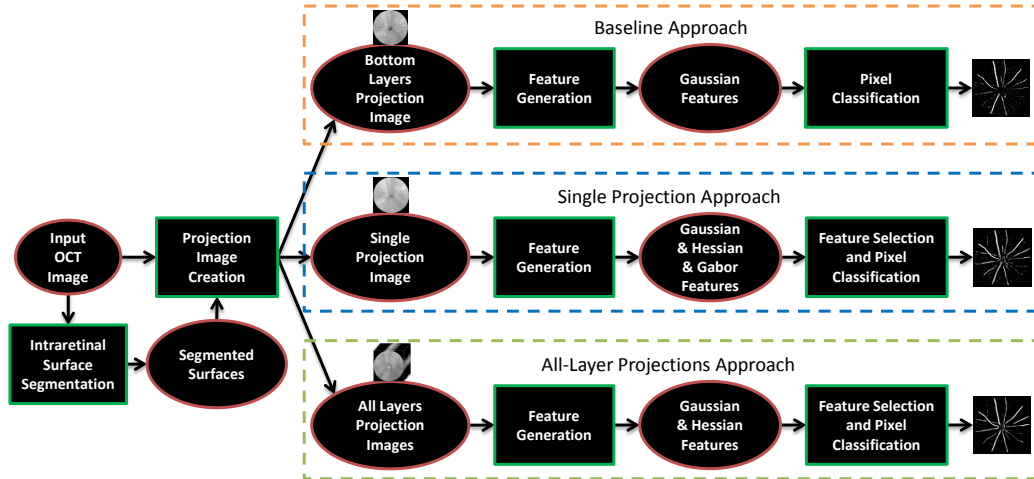 Baseline Approach
Bottom
Layers
Projection
Image
Feature
Generation
Gaussian
Features
Pixel
Classification
Single Projection Approach
Single
Projection
Image
Feature
Generation
Gaussian
& Hessian
& Gabor
Features
Feature Selection
and Pixel
Classification
Input
OCT
Image
Projection
Image
Creation
Intraretinal
Surface
Segmentation
Segmented
Surfaces
All-Layer Projections Approach
All Layers
Projection
Images
Feature
Generation
Gaussian
& Hessian
Features
Feature Selection
and Pixel
Classification